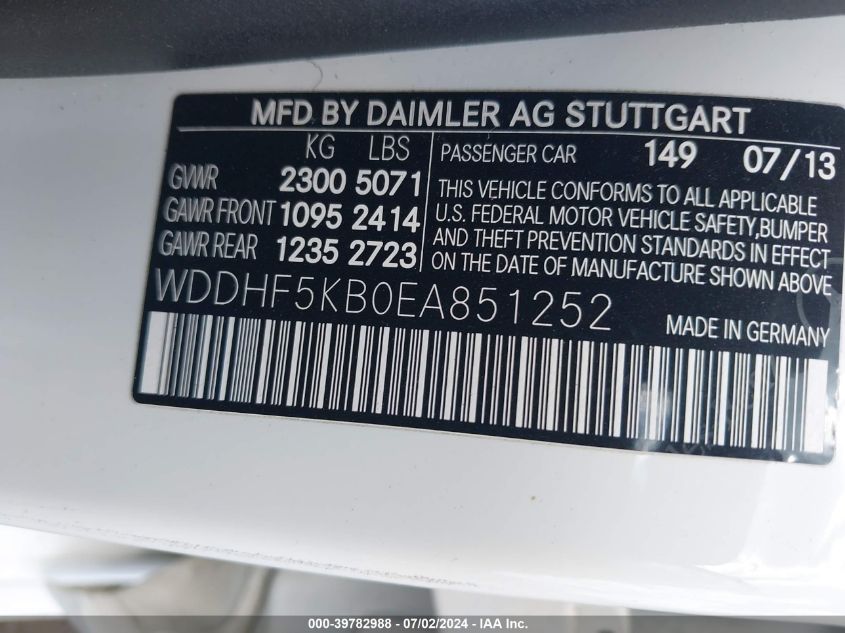 MFD BY DAIMLER AG STUTTGART
KG LBS
GVWR 2300 5071
GAWR FRONT 1095 2414
GAWR REAR 1235 2723
PASSENGER CAR 149 07/13
THIS VEHICLE CONFORMS TO ALL APPLICABLE
U.S. FEDERAL MOTOR VEHICLE SAFETY,BUMPER
AND THEFT PREVENTION STANDARDS IN EFFECT
ON THE DATE OF MANUFACTURE SHOWN ABOVE
WDDHF5KB0EA851252
MADE IN GERMANY
000-39782988 - 07/02/2024 - IAA Inc.